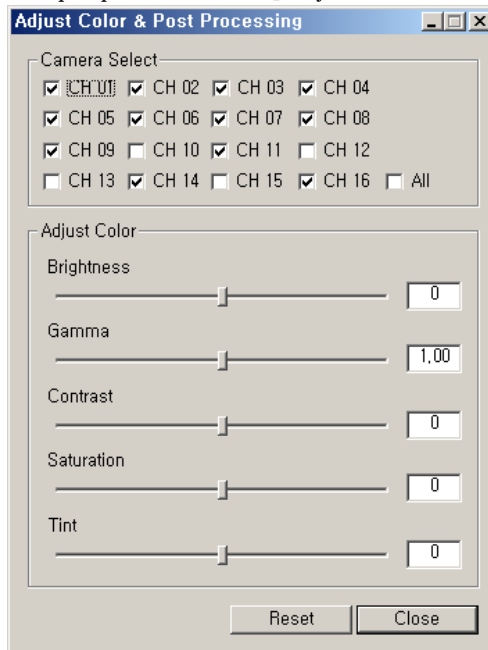 Adjust Color & Post Processing
Camera Select
CH 01 CH 02 CH 03 CH 04
CH 05 CH 06 CH 07 CH 08
CH 09 CH 10 CH 11 CH 12
CH 13 CH 14 CH 15 CH 16 All
Adjust Color
Brightness
0
Gamma
1,00
Contrast
0
Saturation
0
Tint
0
Reset Close